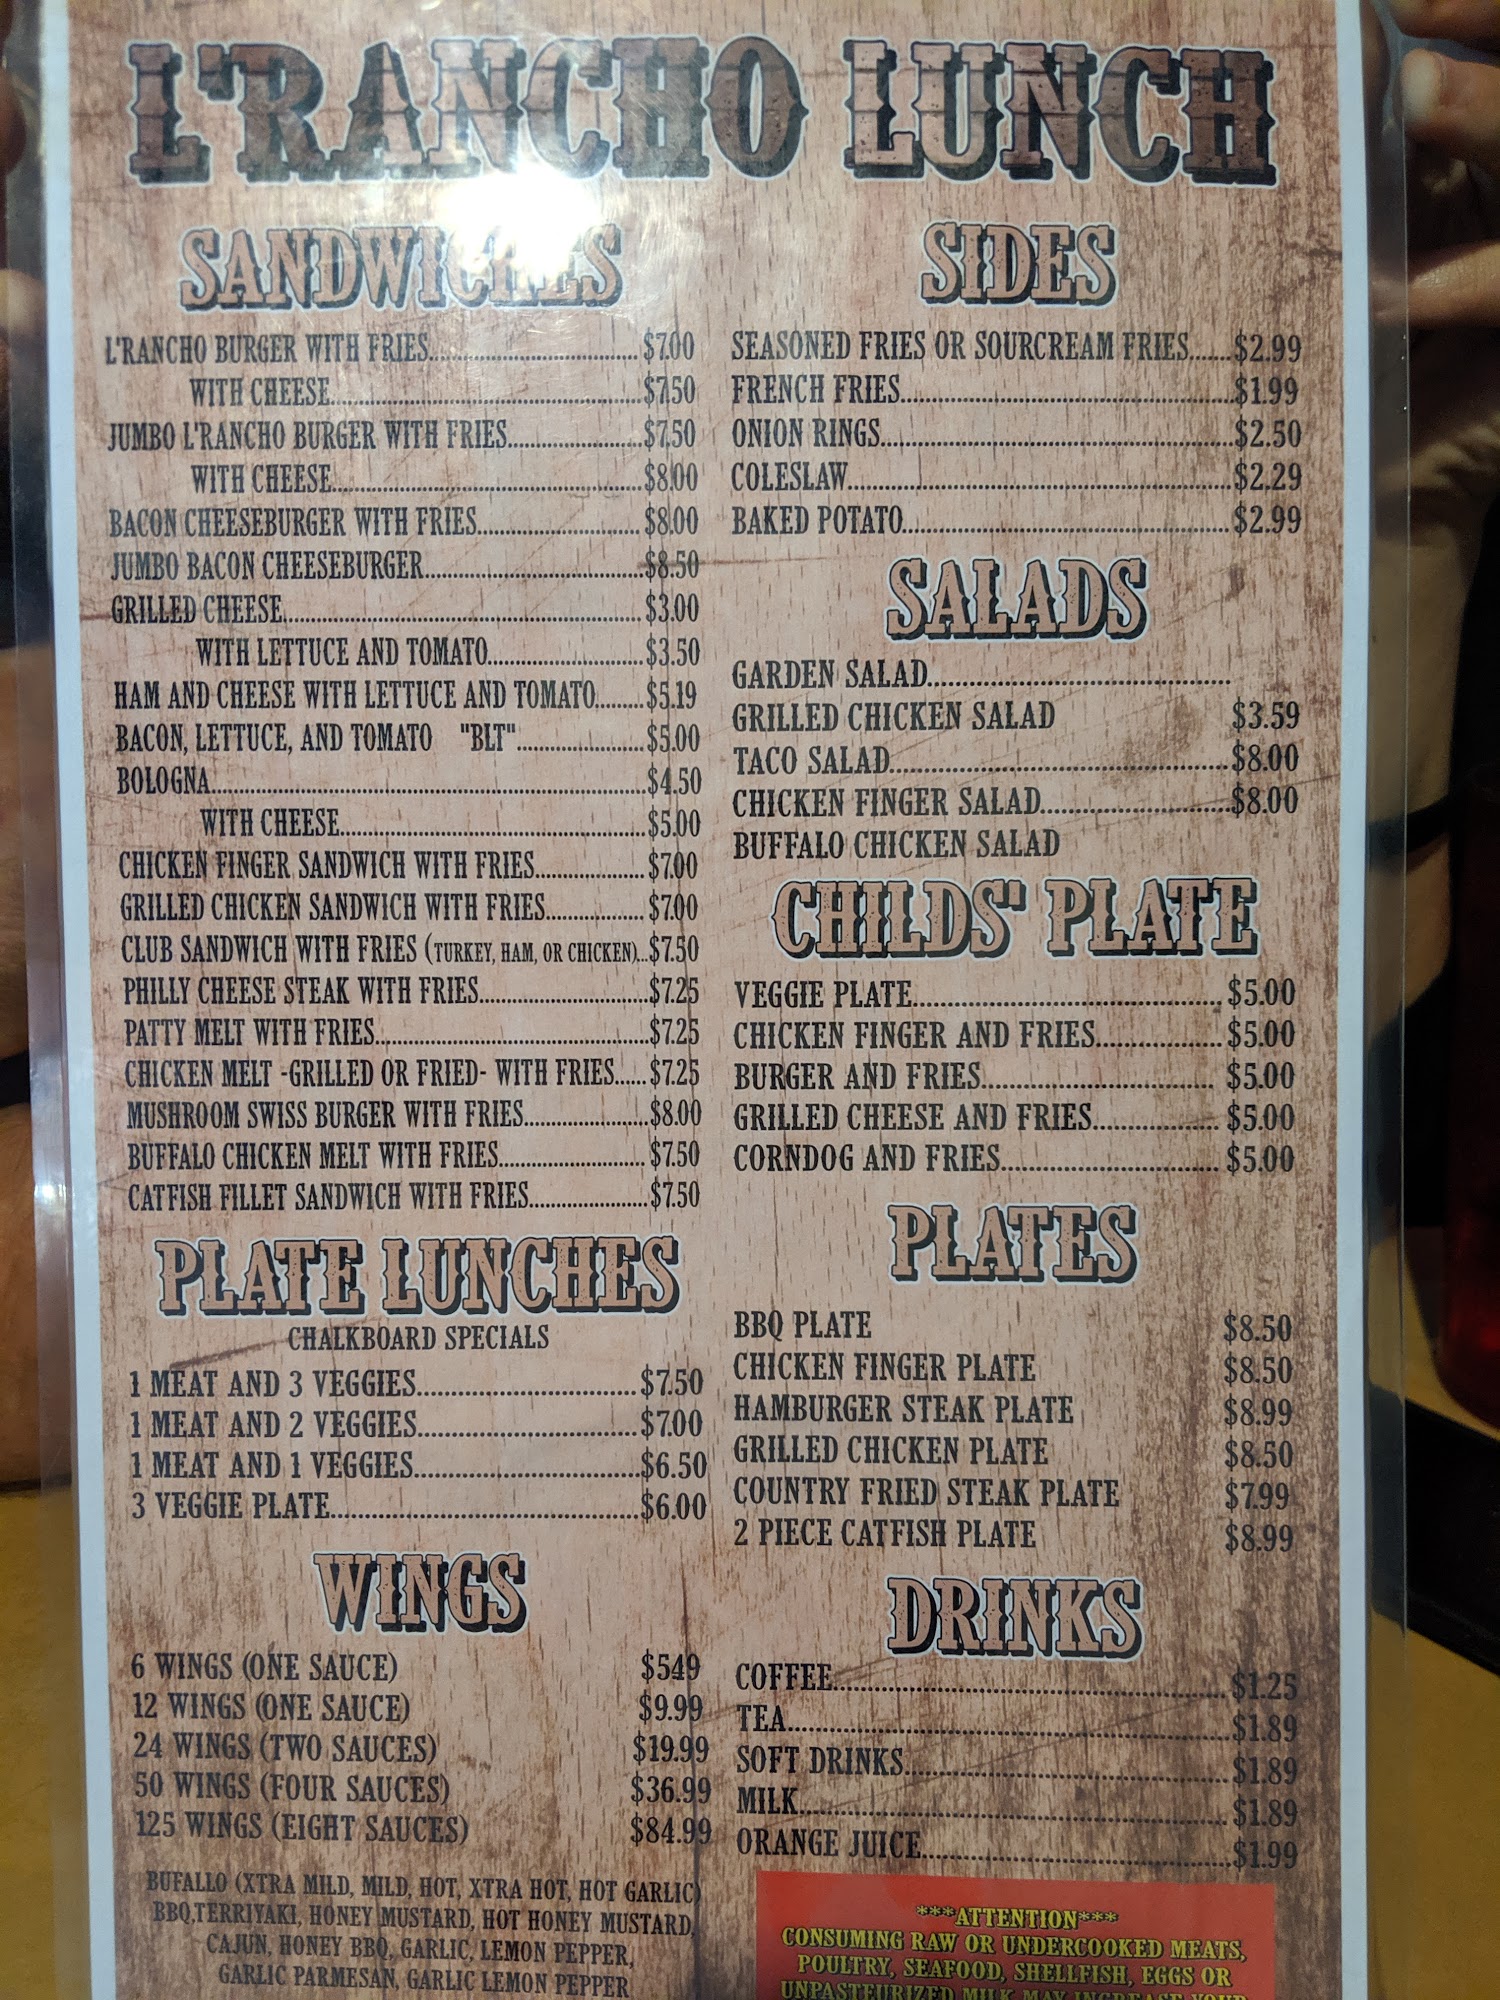 L'RANCHO LUNCH
SANDWICHES
L'RANCHO BURGER WITH FRIES.....$7.00
WITH CHEESE.....$7.50
JUMBO L'RANCHO BURGER WITH FRIES.....$7.50
WITH CHEESE.....$8.00
BACON CHEESEBURGER WITH FRIES.....$8.00
JUMBO BACON CHEESEBURGER.....$8.50
GRILLED CHEESE.....$3.00
WITH LETTUCE AND TOMATO.....$3.50
HAM AND CHEESE WITH LETTUCE AND TOMATO.....$5.19
BACON, LETTUCE, AND TOMATO "BLT".....$5.00
BOLOGNA.....$4.50
WITH CHEESE.....$5.00
CHICKEN FINGER SANDWICH WITH FRIES.....$7.00
GRILLED CHICKEN SANDWICH WITH FRIES.....$7.00
CLUB SANDWICH WITH FRIES (TURKEY, HAM, OR CHICKEN)...$7.50
PHILLY CHEESE STEAK WITH FRIES.....$7.25
PATTY MELT WITH FRIES.....$7.25
CHICKEN MELT -GRILLED OR FRIED- WITH FRIES.....$7.25
MUSHROOM SWISS BURGER WITH FRIES.....$8.00
BUFFALO CHICKEN MELT WITH FRIES.....$7.50
CATFISH FILLET SANDWICH WITH FRIES.....$7.50
PLATE LUNCHES
CHALKBOARD SPECIALS
1 MEAT AND 3 VEGGIES.....$7.50
1 MEAT AND 2 VEGGIES.....$7.00
1 MEAT AND 1 VEGGIES.....$6.50
3 VEGGIE PLATE.....$6.00
WINGS
6 WINGS (ONE SAUCE) $549
12 WINGS (ONE SAUCE) $9.99
24 WINGS (TWO SAUCES) $19.99
50 WINGS (FOUR SAUCES) $36.99
125 WINGS (EIGHT SAUCES) $84.99
BUFALLO (XTRA MILD, MILD, HOT, XTRA HOT, HOT GARLIC)
BBQ,TERRIYAKI, HONEY MUSTARD, HOT HONEY MUSTARD,
CAJUN, HONEY BBQ, GARLIC, LEMON PEPPER,
GARLIC PARMESAN, GARLIC LEMON PEPPER
SIDES
SEASONED FRIES OR SOURCREAM FRIES.....$2.99
FRENCH FRIES.....$1.99
ONION RINGS.....$2.50
COLESLAW.....$2.29
BAKED POTATO.....$2.99
SALADS
GARDEN SALAD.....
GRILLED CHICKEN SALAD $3.59
TACO SALAD.....$8.00
CHICKEN FINGER SALAD.....$8.00
BUFFALO CHICKEN SALAD
CHILDS' PLATE
VEGGIE PLATE.....$5.00
CHICKEN FINGER AND FRIES.....$5.00
BURGER AND FRIES.....$5.00
GRILLED CHEESE AND FRIES.....$5.00
CORNDOG AND FRIES.....$5.00
PLATES
BBQ PLATE $8.50
CHICKEN FINGER PLATE $8.50
HAMBURGER STEAK PLATE $8.99
GRILLED CHICKEN PLATE $8.50
COUNTRY FRIED STEAK PLATE $7.99
2 PIECE CATFISH PLATE $8.99
DRINKS
COFFEE.....$1.25
TEA.....$1.89
SOFT DRINKS.....$1.89
MILK.....$1.89
ORANGE JUICE.....$1.99
***ATTENTION***
CONSUMING RAW OR UNDERCOOKED MEATS,
POULTRY, SEAFOOD, SHELLFISH, EGGS OR
UNPASTEURIZED MILK MAY INCREASE YOUR